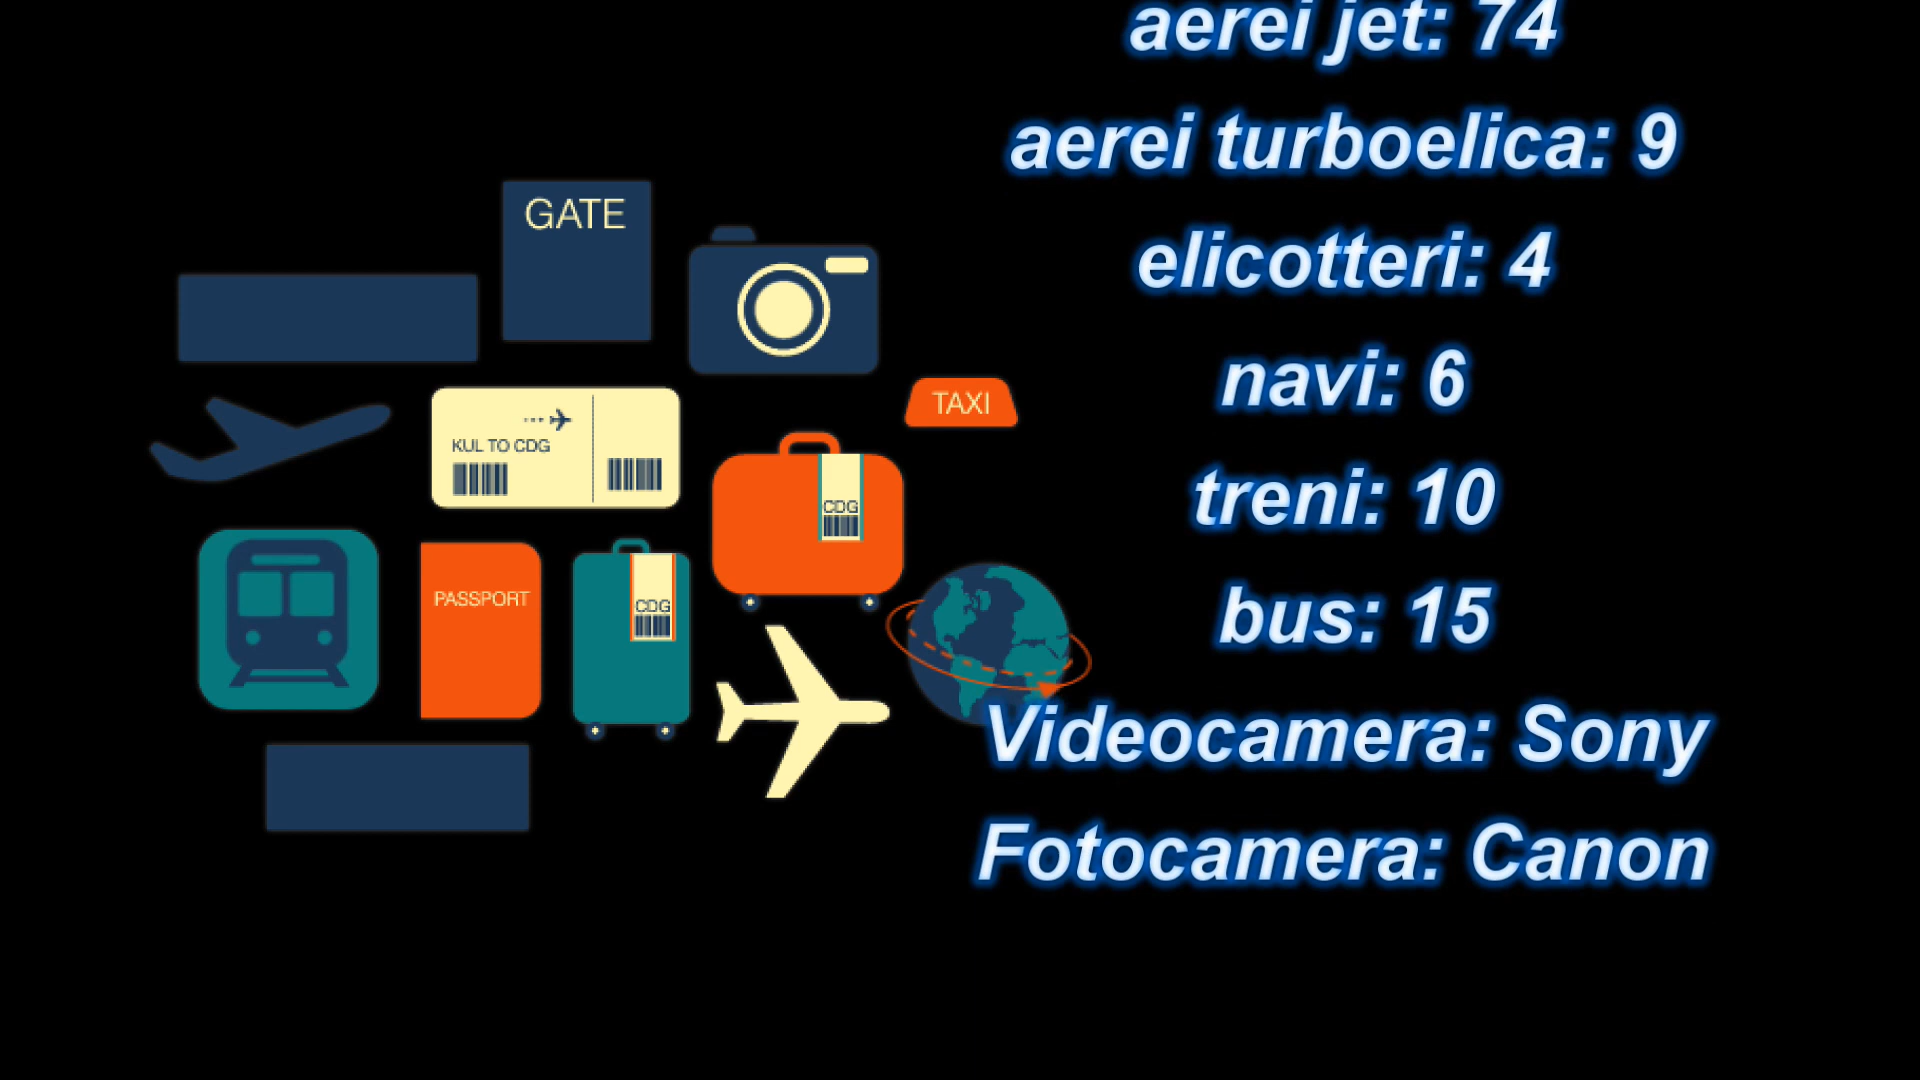 aerei jet: 74
aerei turboelica: 9
elicotteri: 4
navi: 6
treni: 10
bus: 15
Videocamera: Sony
Fotocamera: Canon
GATE
TAXI
KUL TO CDG
CDG
PASSPORT
CDG